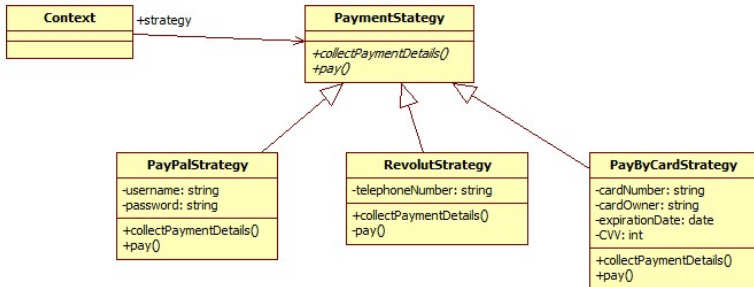 Context
+strategy
PaymentStategy
+collectPaymentDetails()
+pay()
PayPalStrategy
-username: string
-password: string
+collectPaymentDetails()
+pay()
RevolutStrategy
-telephoneNumber: string
+collectPaymentDetails()
-pay()
PayByCardStrategy
-cardNumber: string
-cardOwner: string
-expirationDate: date
-CVV: int
+collectPaymentDetails()
+pay()